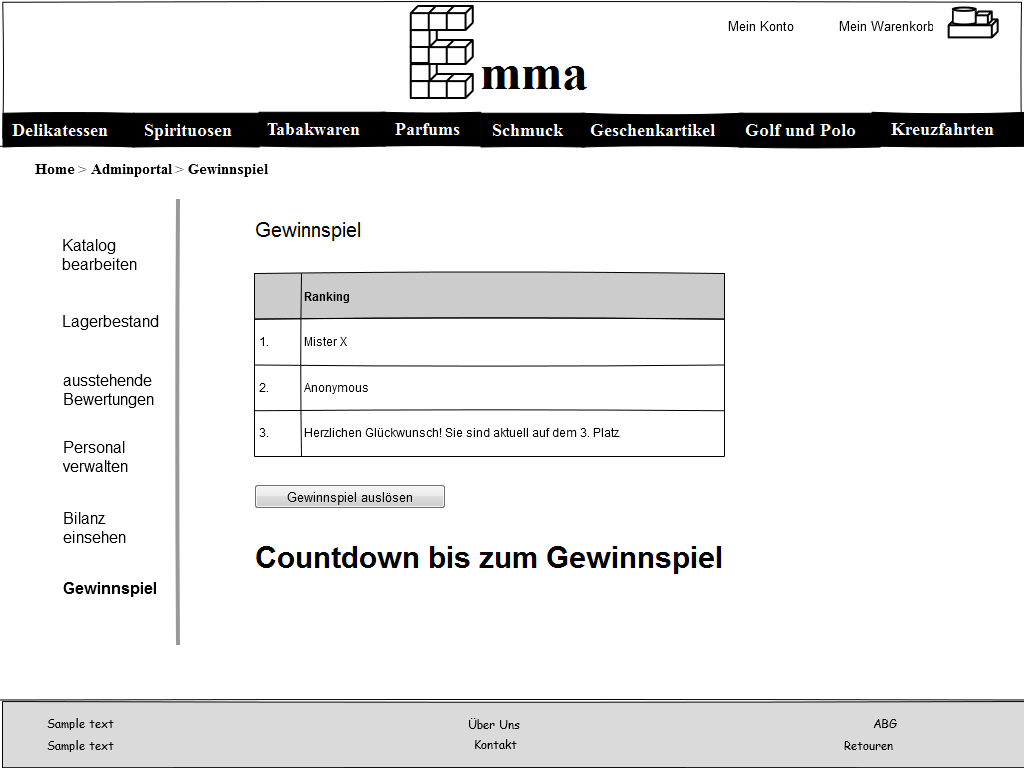 Mein Konto Mein Warenkorb
Emma
Delikatessen Spirituosen Tabakwaren Parfums Schmuck Geschenkartikel Golf und Polo Kreuzfahrten
Home > Adminportal > Gewinnspiel
Katalog
bearbeiten
Lagerbestand
ausstehende
Bewertungen
Personal
verwalten
Bilanz
einsehen
Gewinnspiel
Gewinnspiel
Ranking
1. Mister X
2. Anonymous
3. Herzlichen Glückwunsch! Sie sind aktuell auf dem 3. Platz
Gewinnspiel auslösen
Countdown bis zum Gewinnspiel
Sample text Über Uns ABG
Sample text Kontakt Retouren